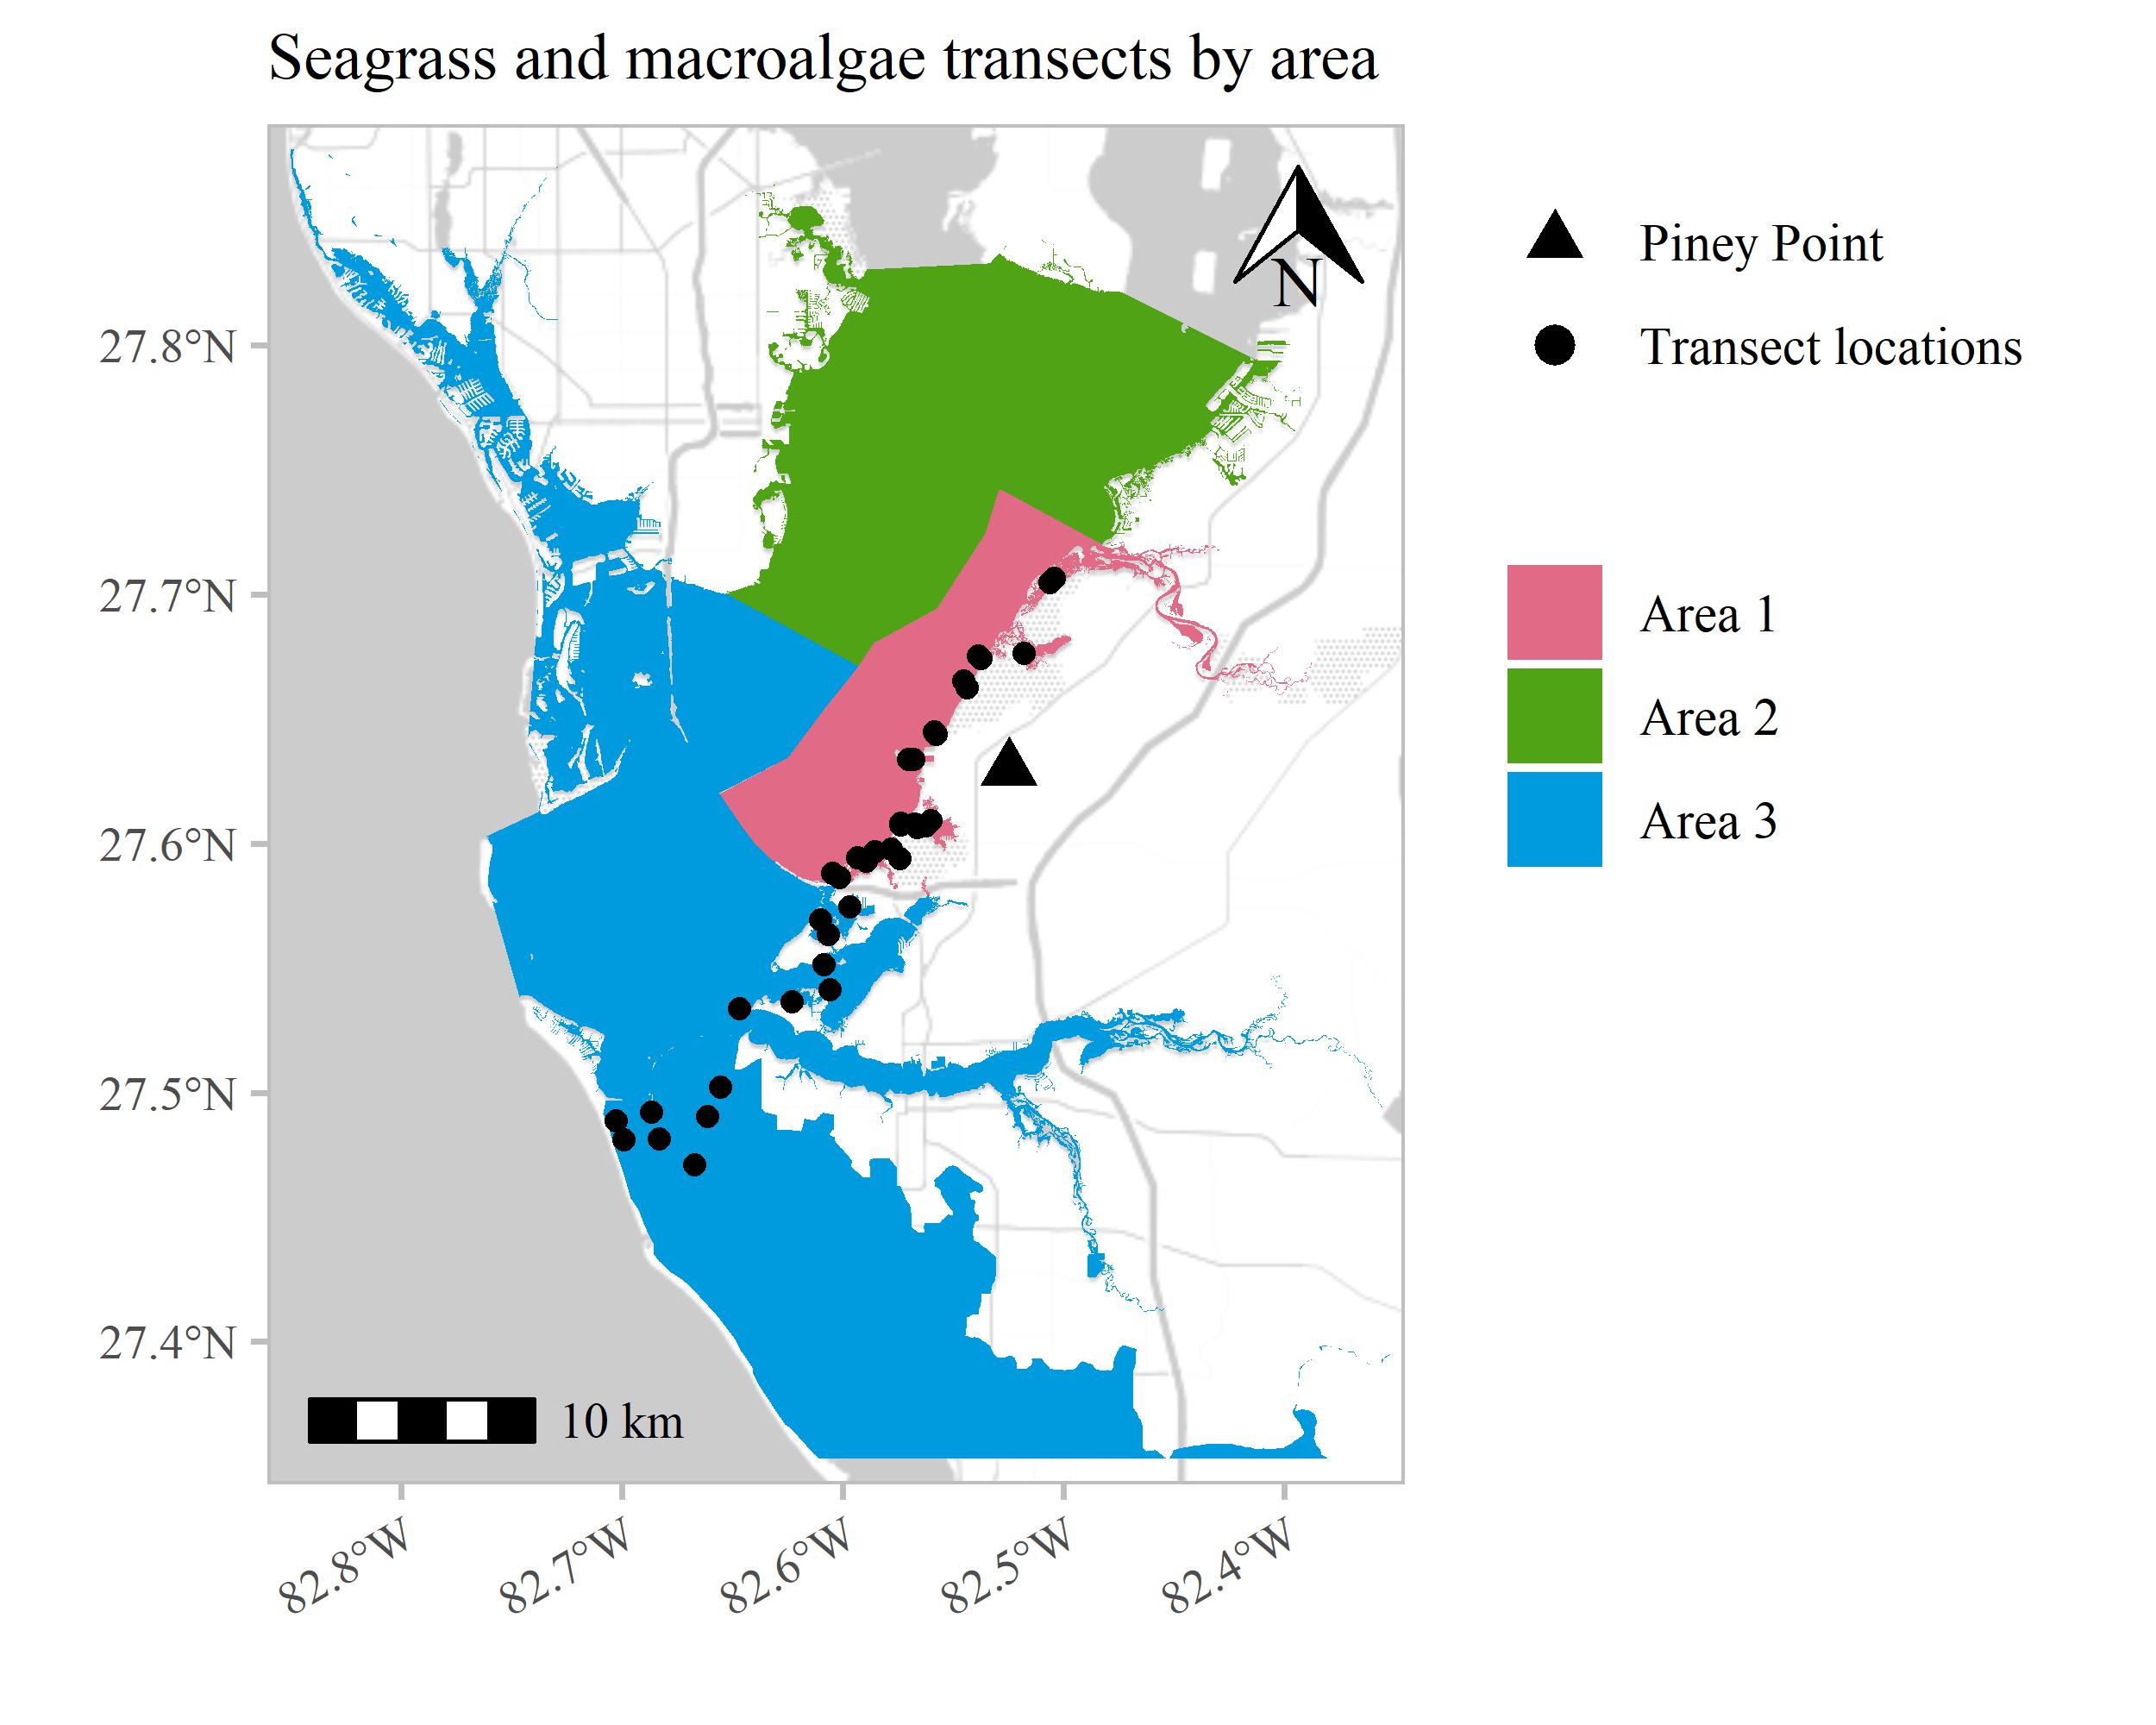 Seagrass and macroalgae transects by area
N
Piney Point
Transect locations
Area 1
Area 2
Area 3
27.8°N
27.7°N
27.6°N
27.5°N
27.4°N
10 km
82.8°W
82.7°W
82.6°W
82.5°W
82.4°W